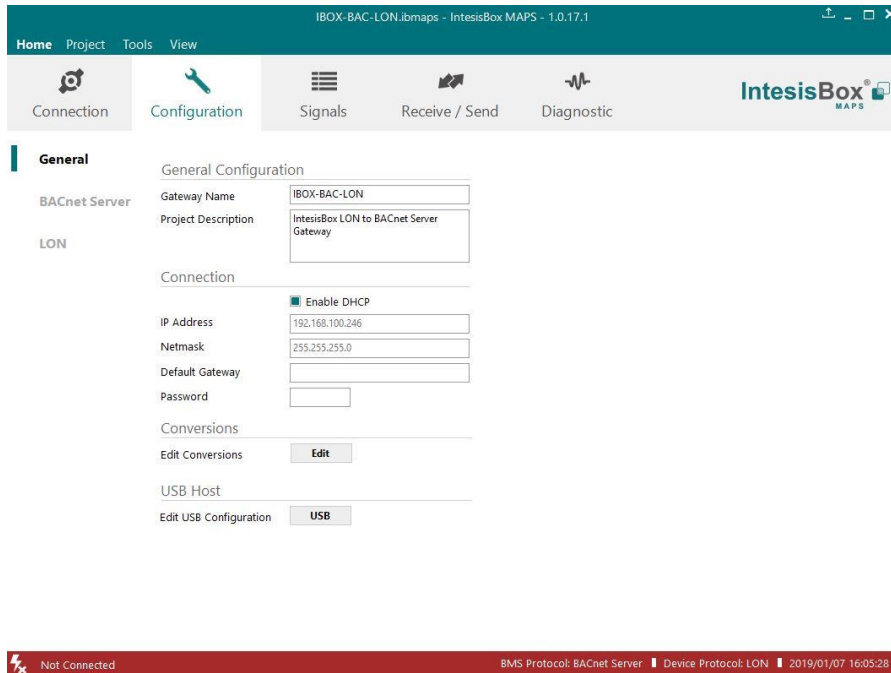 IBOX-BAC-LON.ibmaps - IntesisBox MAPS - 1.0.17.1
Home Project Tools View
Connection Configuration Signals Receive / Send Diagnostic
IntesisBox®
MAPS
General
BACnet Server
LON
General Configuration
Gateway Name IBOX-BAC-LON
Project Description IntesisBox LON to BACnet Server
Gateway
Connection
Enable DHCP
IP Address 192.168.100.246
Netmask 255.255.255.0
Default Gateway
Password
Conversions
Edit Conversions Edit
USB Host
Edit USB Configuration USB
Not Connected BMS Protocol: BACnet Server Device Protocol: LON 2019/01/07 16:05:28